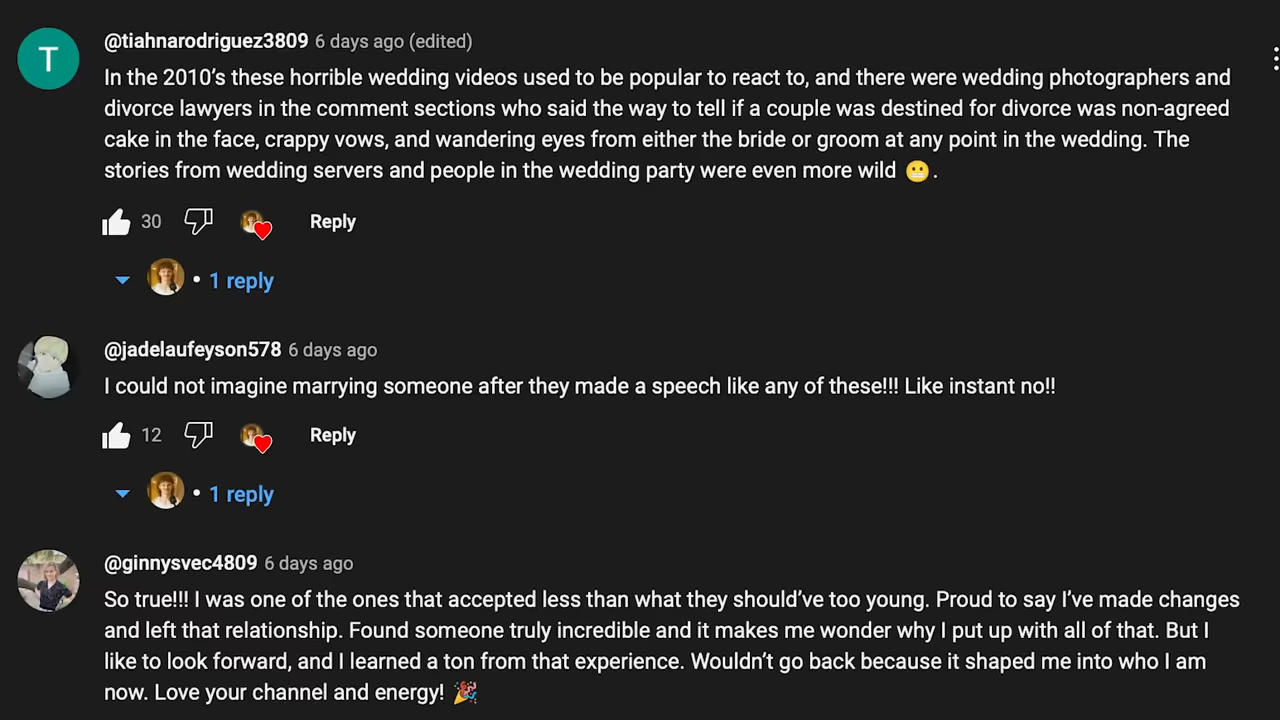 T
@tiahnarodriguez3809 6 days ago (edited)
In the 2010’s these horrible wedding videos used to be popular to react to, and there were wedding photographers and
divorce lawyers in the comment sections who said the way to tell if a couple was destined for divorce was non-agreed
cake in the face, crappy vows, and wandering eyes from either the bride or groom at any point in the wedding. The
stories from wedding servers and people in the wedding party were even more wild 😬.
30 Reply
• 1 reply
@jadelaufeyson578 6 days ago
I could not imagine marrying someone after they made a speech like any of these!!! Like instant no!!
12 Reply
• 1 reply
@ginnysvec4809 6 days ago
So true!!! I was one of the ones that accepted less than what they should’ve too young. Proud to say I’ve made changes
and left that relationship. Found someone truly incredible and it makes me wonder why I put up with all of that. But I
like to look forward, and I learned a ton from that experience. Wouldn’t go back because it shaped me into who I am
now. Love your channel and energy! 🎉